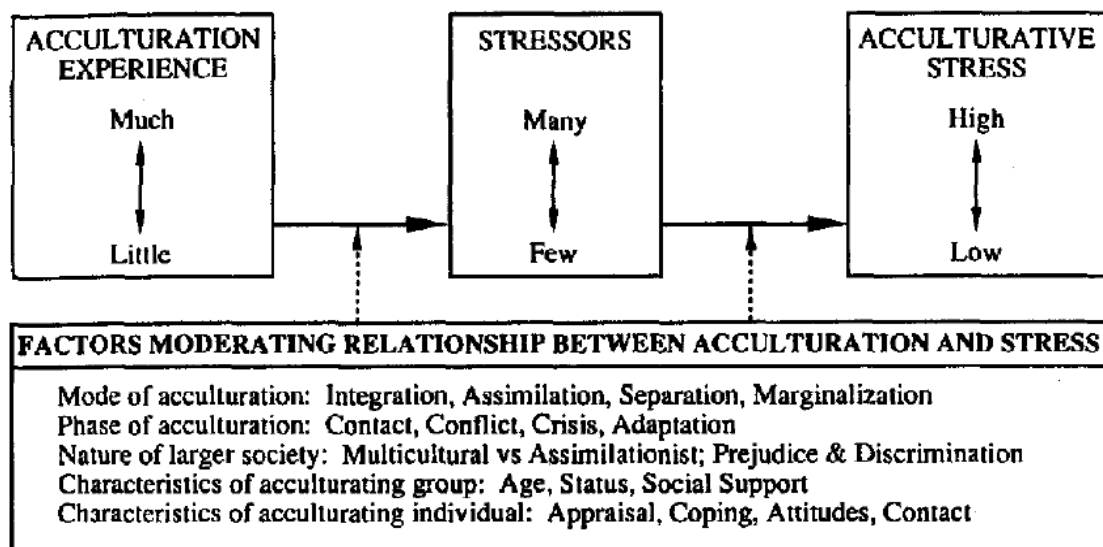 ACCULTURATION
EXPERIENCE
Much
Little
STRESSORS
Many
Few
ACCULTURATIVE
STRESS
High
Low
FACTORS MODERATING RELATIONSHIP BETWEEN ACCULTURATION AND STRESS
Mode of acculturation: Integration, Assimilation, Separation, Marginalization
Phase of acculturation: Contact, Conflict, Crisis, Adaptation
Nature of larger society: Multicultural vs Assimilationist; Prejudice & Discrimination
Characteristics of acculturating group: Age, Status, Social Support
Characteristics of acculturating individual: Appraisal, Coping, Attitudes, Contact